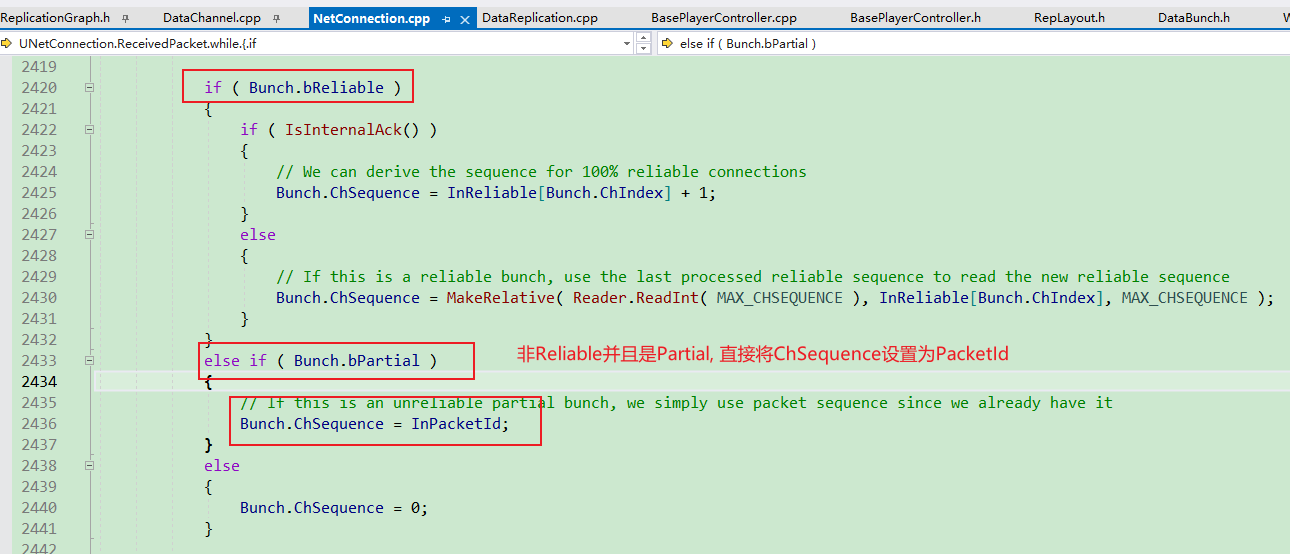 ReplicationGraph.h DataChannel.cpp NetConnection.cpp DataReplication.cpp BasePlayerController.cpp BasePlayerController.h RepLayout.h DataBunch.h W
UNetConnection.ReceivedPacket.while.{.if else if ( Bunch.bPartial )
2419
2420 if ( Bunch.bReliable )
2421 {
2422 if ( IsInternalAck() )
2423 {
2424 // We can derive the sequence for 100% reliable connections
2425 Bunch.ChSequence = InReliable[Bunch.ChIndex] + 1;
2426 }
2427 else
2428 {
2429 // If this is a reliable bunch, use the last processed reliable sequence to read the new reliable sequence
2430 Bunch.ChSequence = MakeRelative( Reader.ReadInt( MAX_CHSEQUENCE ), InReliable[Bunch.ChIndex], MAX_CHSEQUENCE );
2431 }
2432 }
2433 else if ( Bunch.bPartial ) 非Reliable并且是Partial, 直接将ChSequence设置为PacketId
2434 {
2435 // If this is an unreliable partial bunch, we simply use packet sequence since we already have it
2436 Bunch.ChSequence = InPacketId;
2437 }
2438 else
2439 {
2440 Bunch.ChSequence = 0;
2441 }
2442